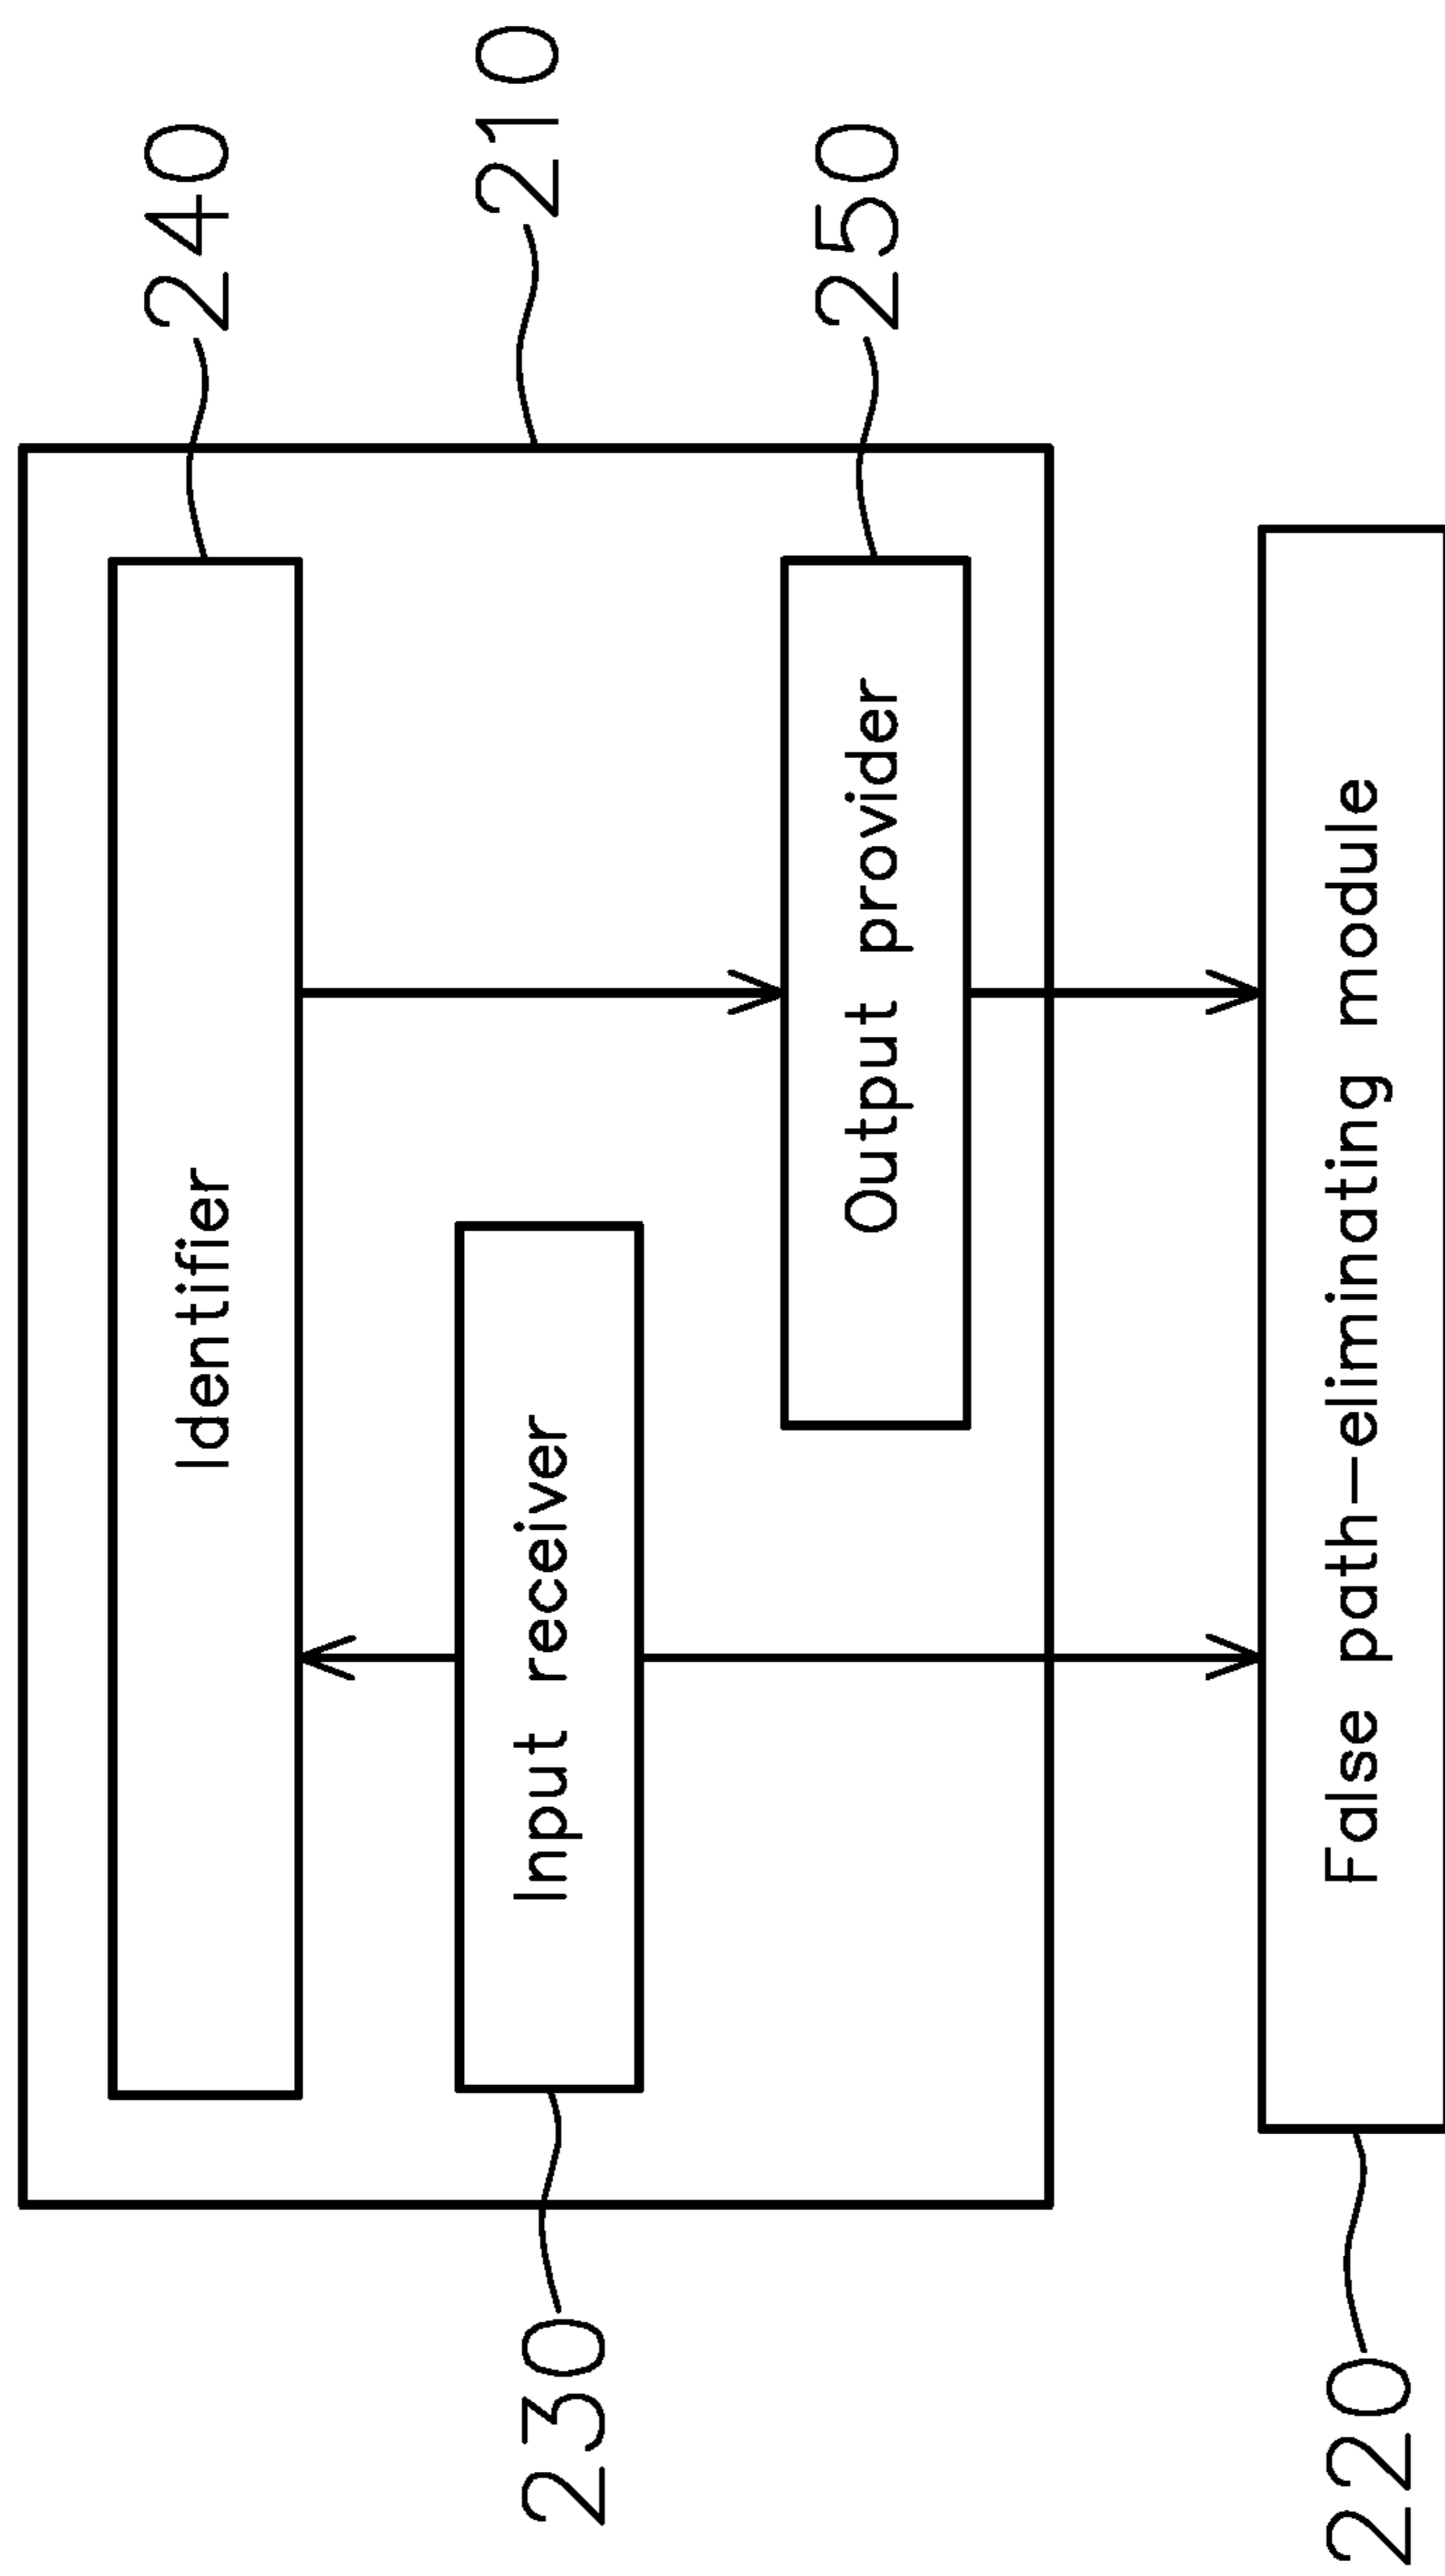 240
Identifier
210
Input receiver
230
250
Output provider
False path-eliminating module
220